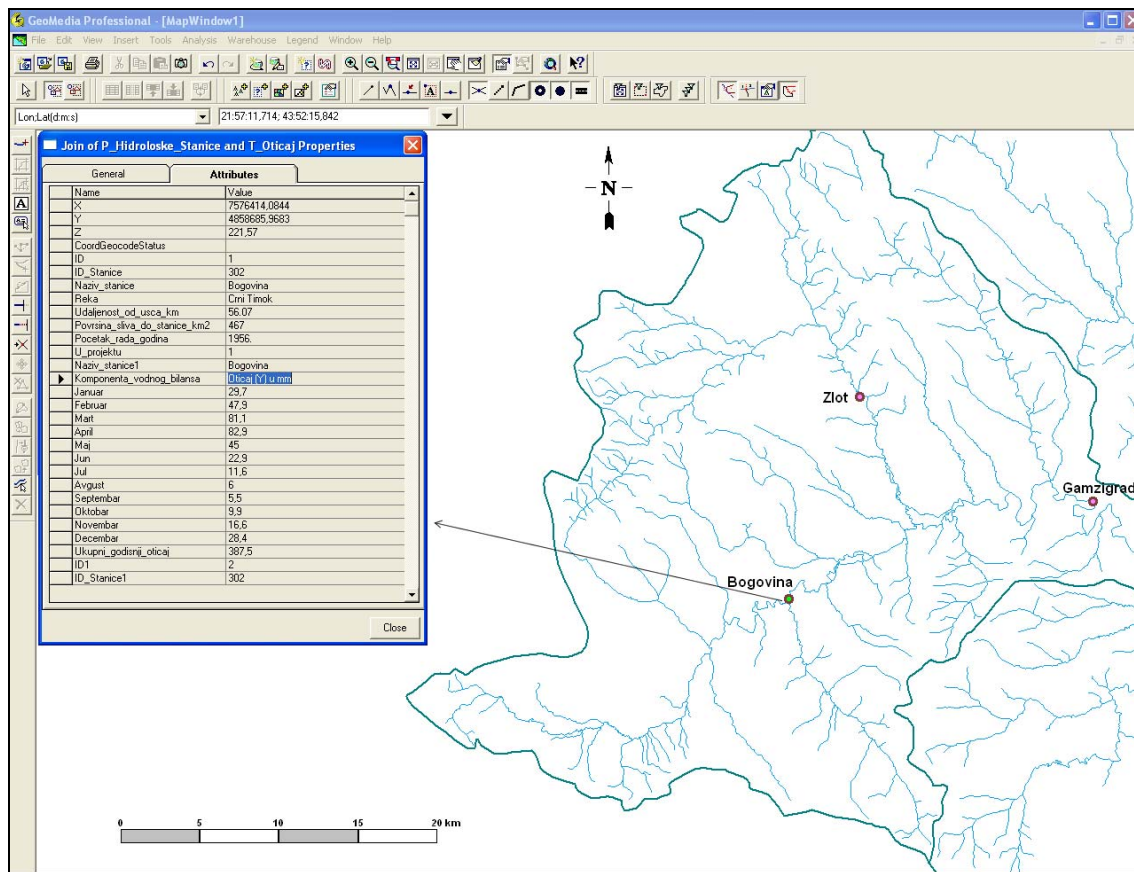 GeoMedia Professional - [MapWindow1]
File Edit View Insert Tools Analysis Warehouse Legend Window Help
Lon;Lat(d:m:s) 21:57:11,714; 43:52:15,842
Join of P_Hidroloske_Stanice and T_Oticaj Properties
General Attributes
Name Value
X 7576414,0844
Y 4858685,9683
Z 221,57
CoordGeocodeStatus
ID 1
ID_Stanice 302
Naziv_stanice Bogovina
Reka Crni Timok
Udaljenost_od_usca_km 56.07
Povrsina_sliva_do_stanice_km2 467
Pocetak_rada_godina 1956.
U_projektu 1
Naziv_stanice1 Bogovina
Komponenta_vodnog_bilansa Oticaj (Y) u mm
Januar 29,7
Februar 47,9
Mart 81,1
April 82,9
Maj 45
Jun 22,9
Jul 11,6
Avgust 6
Septembar 5,5
Oktobar 9,9
Novembar 16,6
Decembar 28,4
Ukupni_godisnji_oticaj 387,5
ID1 2
ID_Stanice1 302
Close
N
Zlot
Gamzigrad
Bogovina
0 5 10 15 20 km